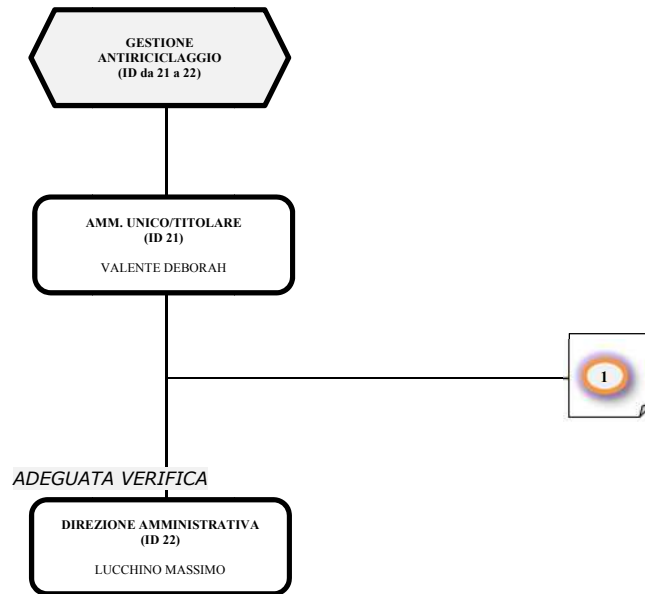 GESTIONE
ANTIRICICLAGGIO
(ID da 21 a 22)
AMM. UNICO/TITOLARE
(ID 21)
VALENTE DEBORAH
1
ADEGUATA VERIFICA
DIREZIONE AMMINISTRATIVA
(ID 22)
LUCCHINO MASSIMO